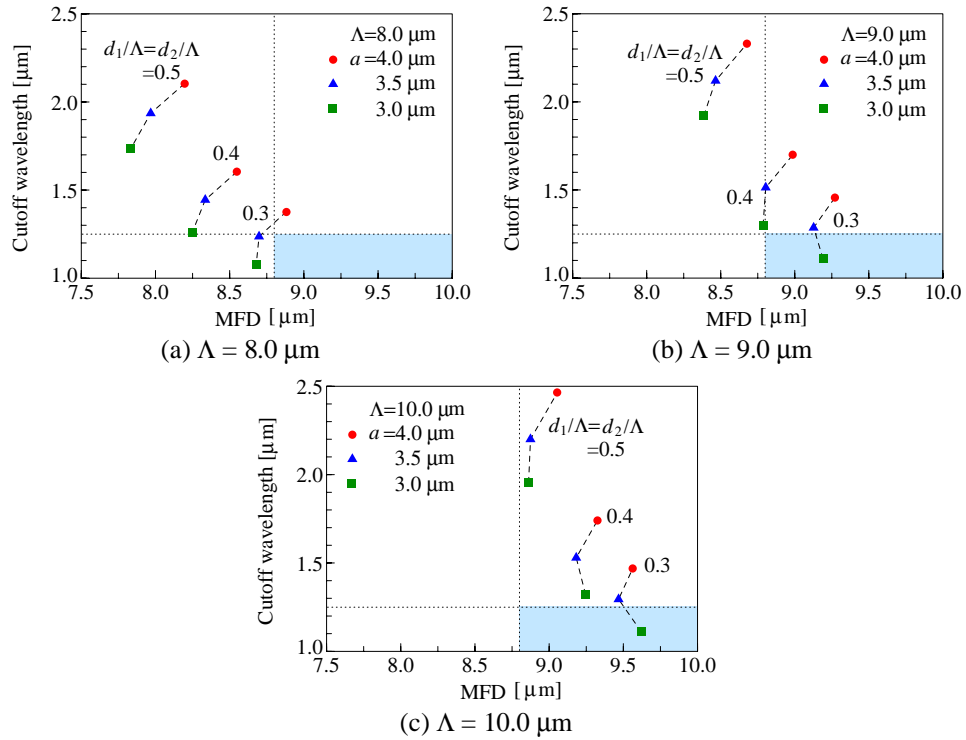 2.5
2.0
1.5
1.0
Cutoff wavelength [μm]
d1/Λ=d2/Λ
=0.5
0.4
0.3
Λ=8.0 μm
a=4.0 μm
3.5 μm
3.0 μm
7.5 8.0 8.5 9.0 9.5 10.0
MFD [μm]
(a) Λ = 8.0 μm
2.5
2.0
1.5
1.0
Cutoff wavelength [μm]
d1/Λ=d2/Λ
=0.5
0.4
0.3
Λ=9.0 μm
a=4.0 μm
3.5 μm
3.0 μm
7.5 8.0 8.5 9.0 9.5 10.0
MFD [μm]
(b) Λ = 9.0 μm
2.5
2.0
1.5
1.0
Cutoff wavelength [μm]
Λ=10.0 μm
a=4.0 μm
3.5 μm
3.0 μm
d1/Λ=d2/Λ
=0.5
0.4
0.3
7.5 8.0 8.5 9.0 9.5 10.0
MFD [μm]
(c) Λ = 10.0 μm